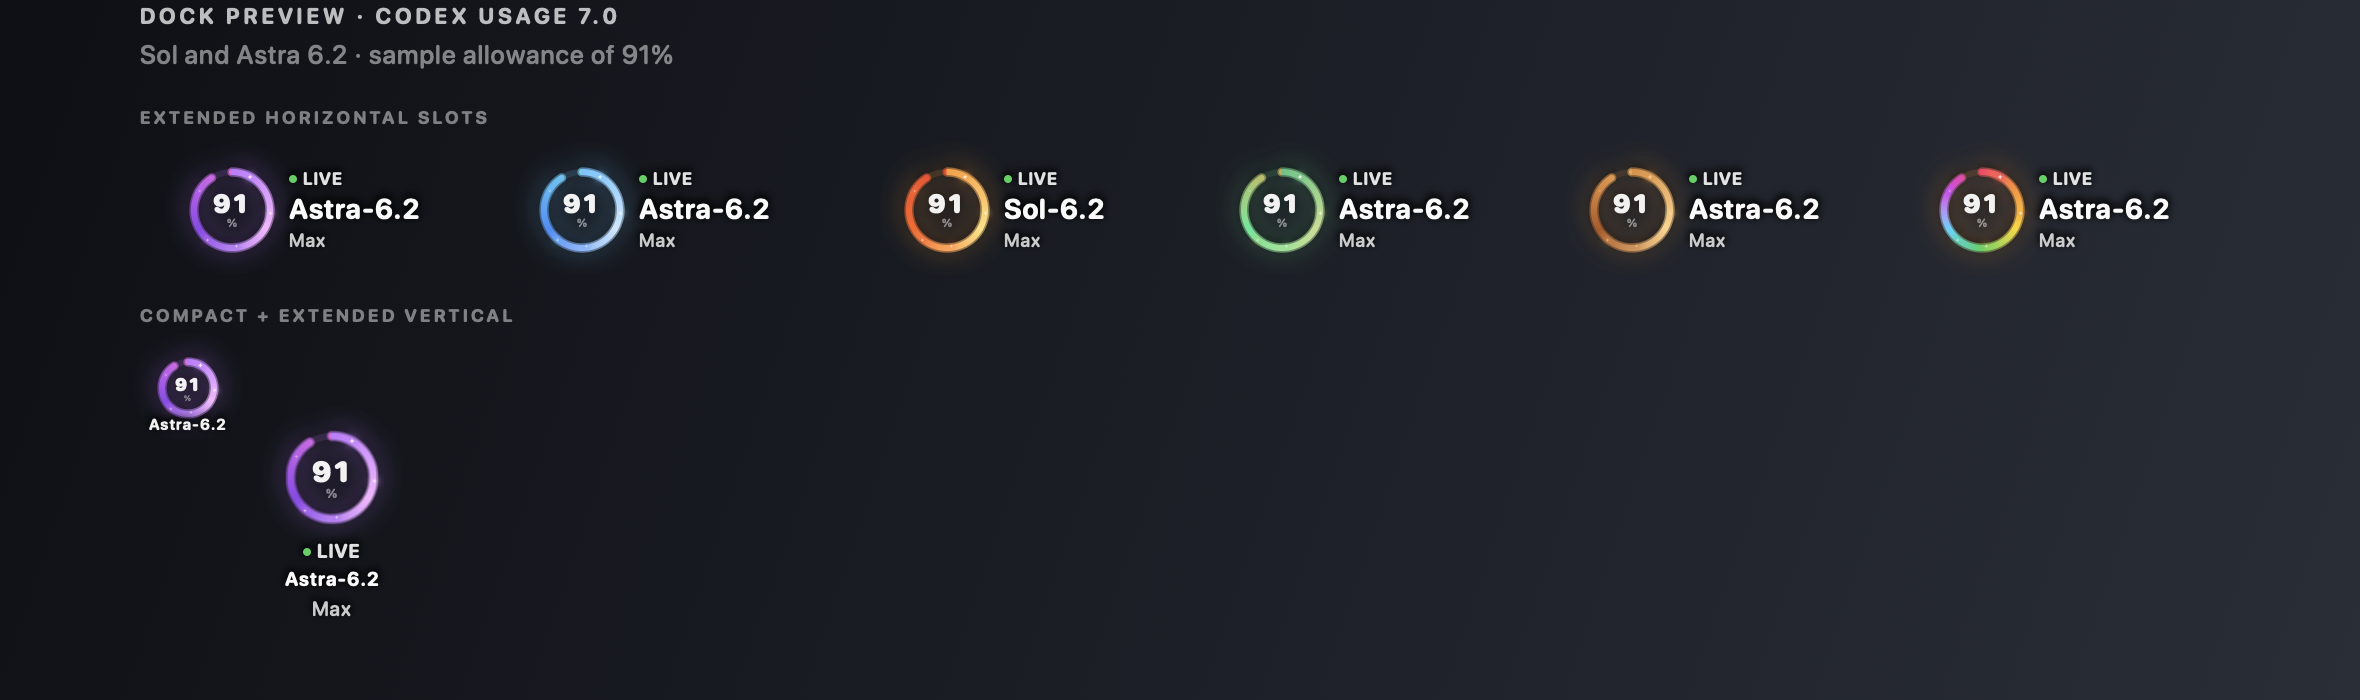 DOCK PREVIEW · CODEX USAGE 7.0
Sol and Astra 6.2 · sample allowance of 91%
EXTENDED HORIZONTAL SLOTS
91
%
LIVE
Astra-6.2
Max
91
%
LIVE
Astra-6.2
Max
91
%
LIVE
Sol-6.2
Max
91
%
LIVE
Astra-6.2
Max
91
%
LIVE
Astra-6.2
Max
91
%
LIVE
Astra-6.2
Max
COMPACT + EXTENDED VERTICAL
91
%
Astra-6.2
91
%
LIVE
Astra-6.2
Max